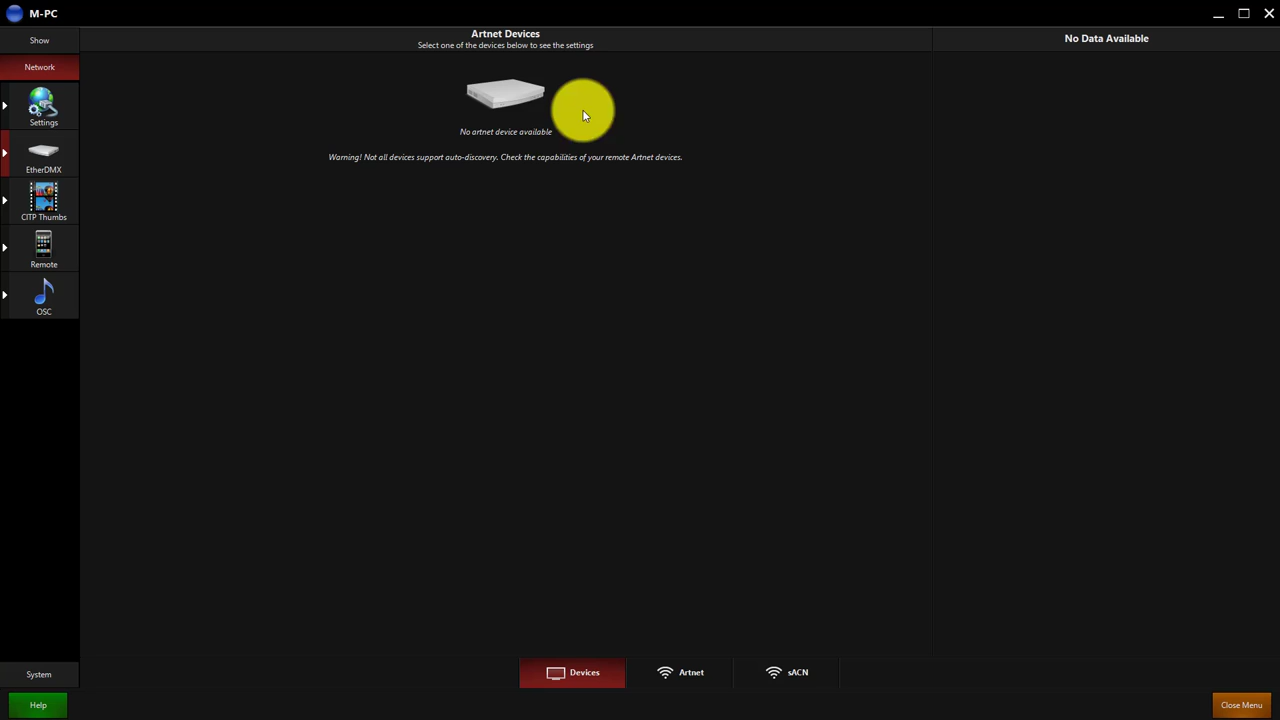 M-PC
Show
Artnet Devices
Select one of the devices below to see the settings
No Data Available
Network
Settings
No artnet device available
EtherDMX
Warning! Not all devices support auto-discovery. Check the capabilities of your remote Artnet devices.
CITP Thumbs
Remote
OSC
System
Devices
Artnet
sACN
Help
Close Menu